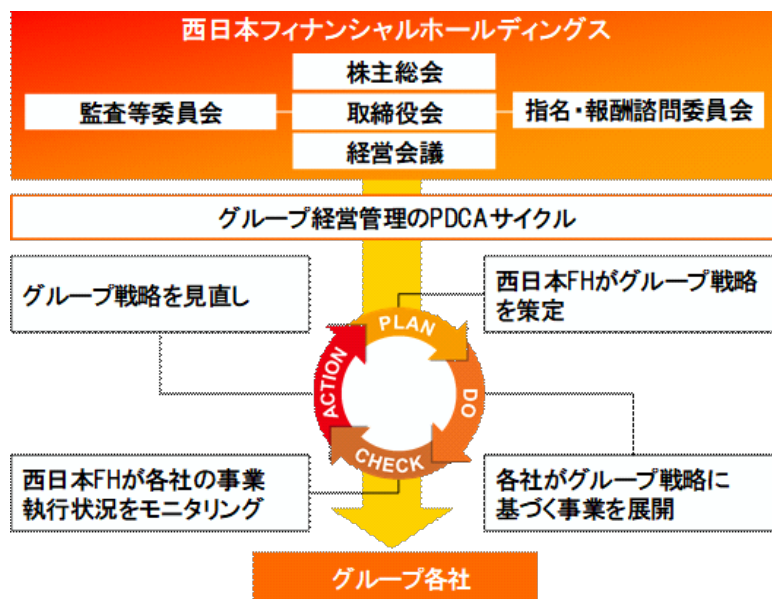 西日本フィナンシャルホールディングス
株主総会
監査等委員会
取締役会
指名・報酬諮問委員会
経営会議
グループ経営管理のPDCAサイクル
グループ戦略を見直し
西日本FHがグループ戦略
を策定
PLAN
ACTION
DO
CHECK
西日本FHが各社の事業
執行状況をモニタリング
各社がグループ戦略に
基づく事業を展開
グループ各社